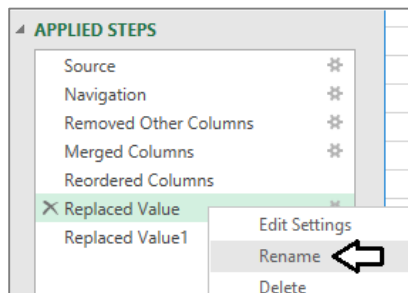 APPLIED STEPS
Source
Navigation
Removed Other Columns
Merged Columns
Reordered Columns
Replaced Value
Replaced Value1
Edit Settings
Rename
Delete